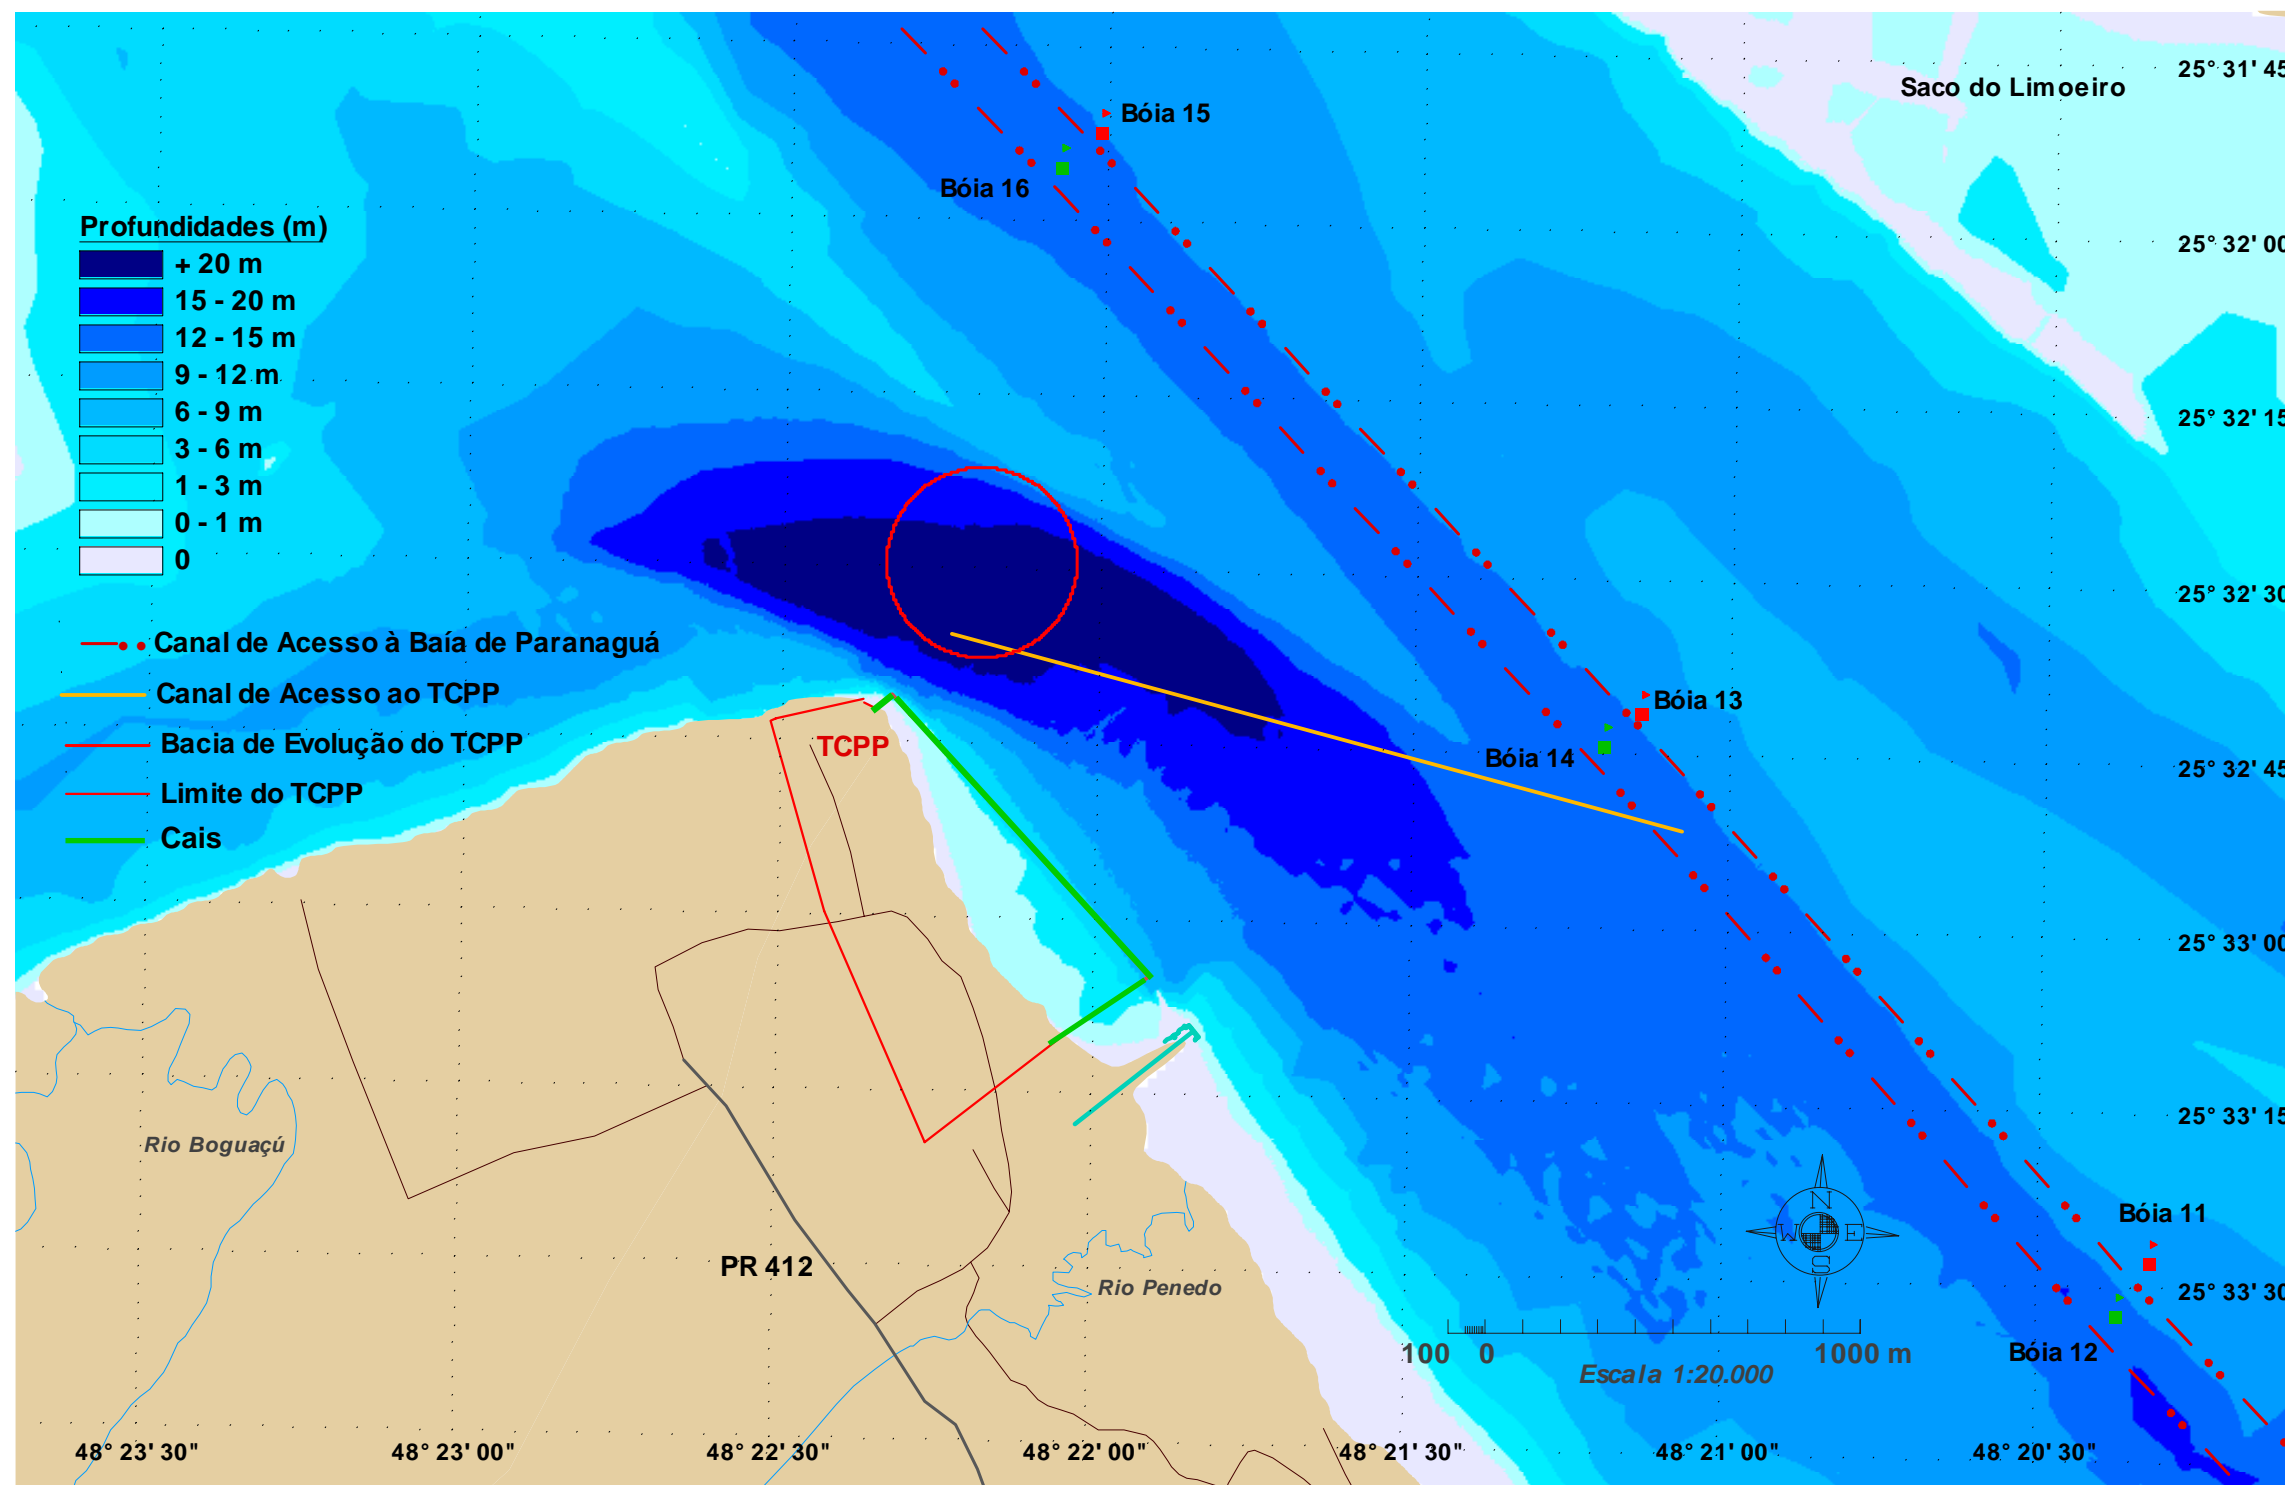 25° 31' 45
Saco do Limoeiro
Bóia 15
Bóia 16
Profundidades (m)
+ 20 m
15 - 20 m
12 - 15 m
9 - 12 m
6 - 9 m
3 - 6 m
1 - 3 m
0 - 1 m
0
25° 32' 00
25° 32' 15
25° 32' 30
Canal de Acesso à Baía de Paranaguá
Canal de Acesso ao TCPP
Bacia de Evolução do TCPP
Limite do TCPP
Cais
TCPP
Bóia 13
Bóia 14
25° 32' 45
25° 33' 00
25° 33' 15
Rio Boguaçú
N
W E
S
Bóia 11
PR 412
Rio Penedo
25° 33' 30
Bóia 12
100 0 1000 m
Escala 1:20.000
48° 23' 30" 48° 23' 00" 48° 22' 30" 48° 22' 00" 48° 21' 30" 48° 21' 00" 48° 20' 30"